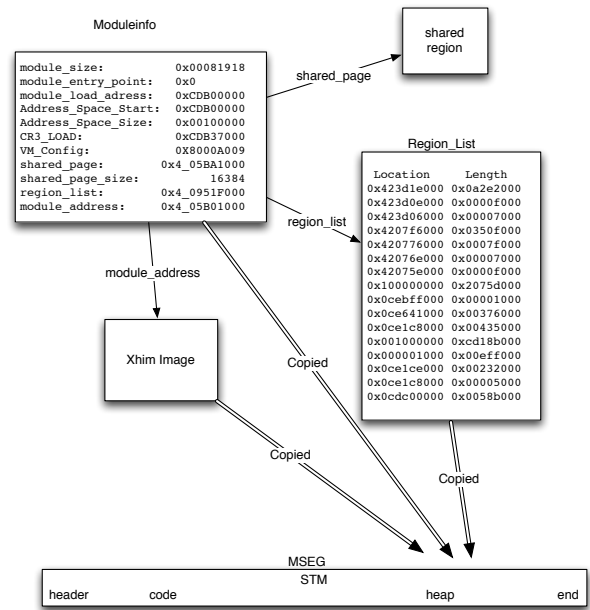 Moduleinfo
module_size: 0x00081918
module_entry_point: 0x0
module_load_adress: 0xCDB00000
Address_Space_Start: 0xCDB00000
Address_Space_Size: 0x00100000
CR3_LOAD: 0xCDB37000
VM_Config: 0x8000A009
shared_page: 0x4_05BA1000
shared_page_size: 16384
region_list: 0x4_0951F000
module_address: 0x4_05B01000
shared
region
shared_page
Region_List
Location Length
0x423d1e000 0x0a2e2000
0x423d0e000 0x0000f000
0x423d06000 0x00007000
0x4207f6000 0x0350f000
0x420776000 0x0007f000
0x42076e000 0x00007000
0x42075e000 0x0000f000
0x100000000 0x2075d000
0x0cebff000 0x00001000
0x0ce641000 0x00376000
0x0ce1c8000 0x00435000
0x001000000 0xcd18b000
0x000001000 0x00eff000
0x0ce1ce000 0x00232000
0x0ce1c8000 0x00005000
0x0cdc00000 0x0058b000
region_list
module_address
Xhim Image
Copied
Copied
Copied
MSEG
STM
header code heap end